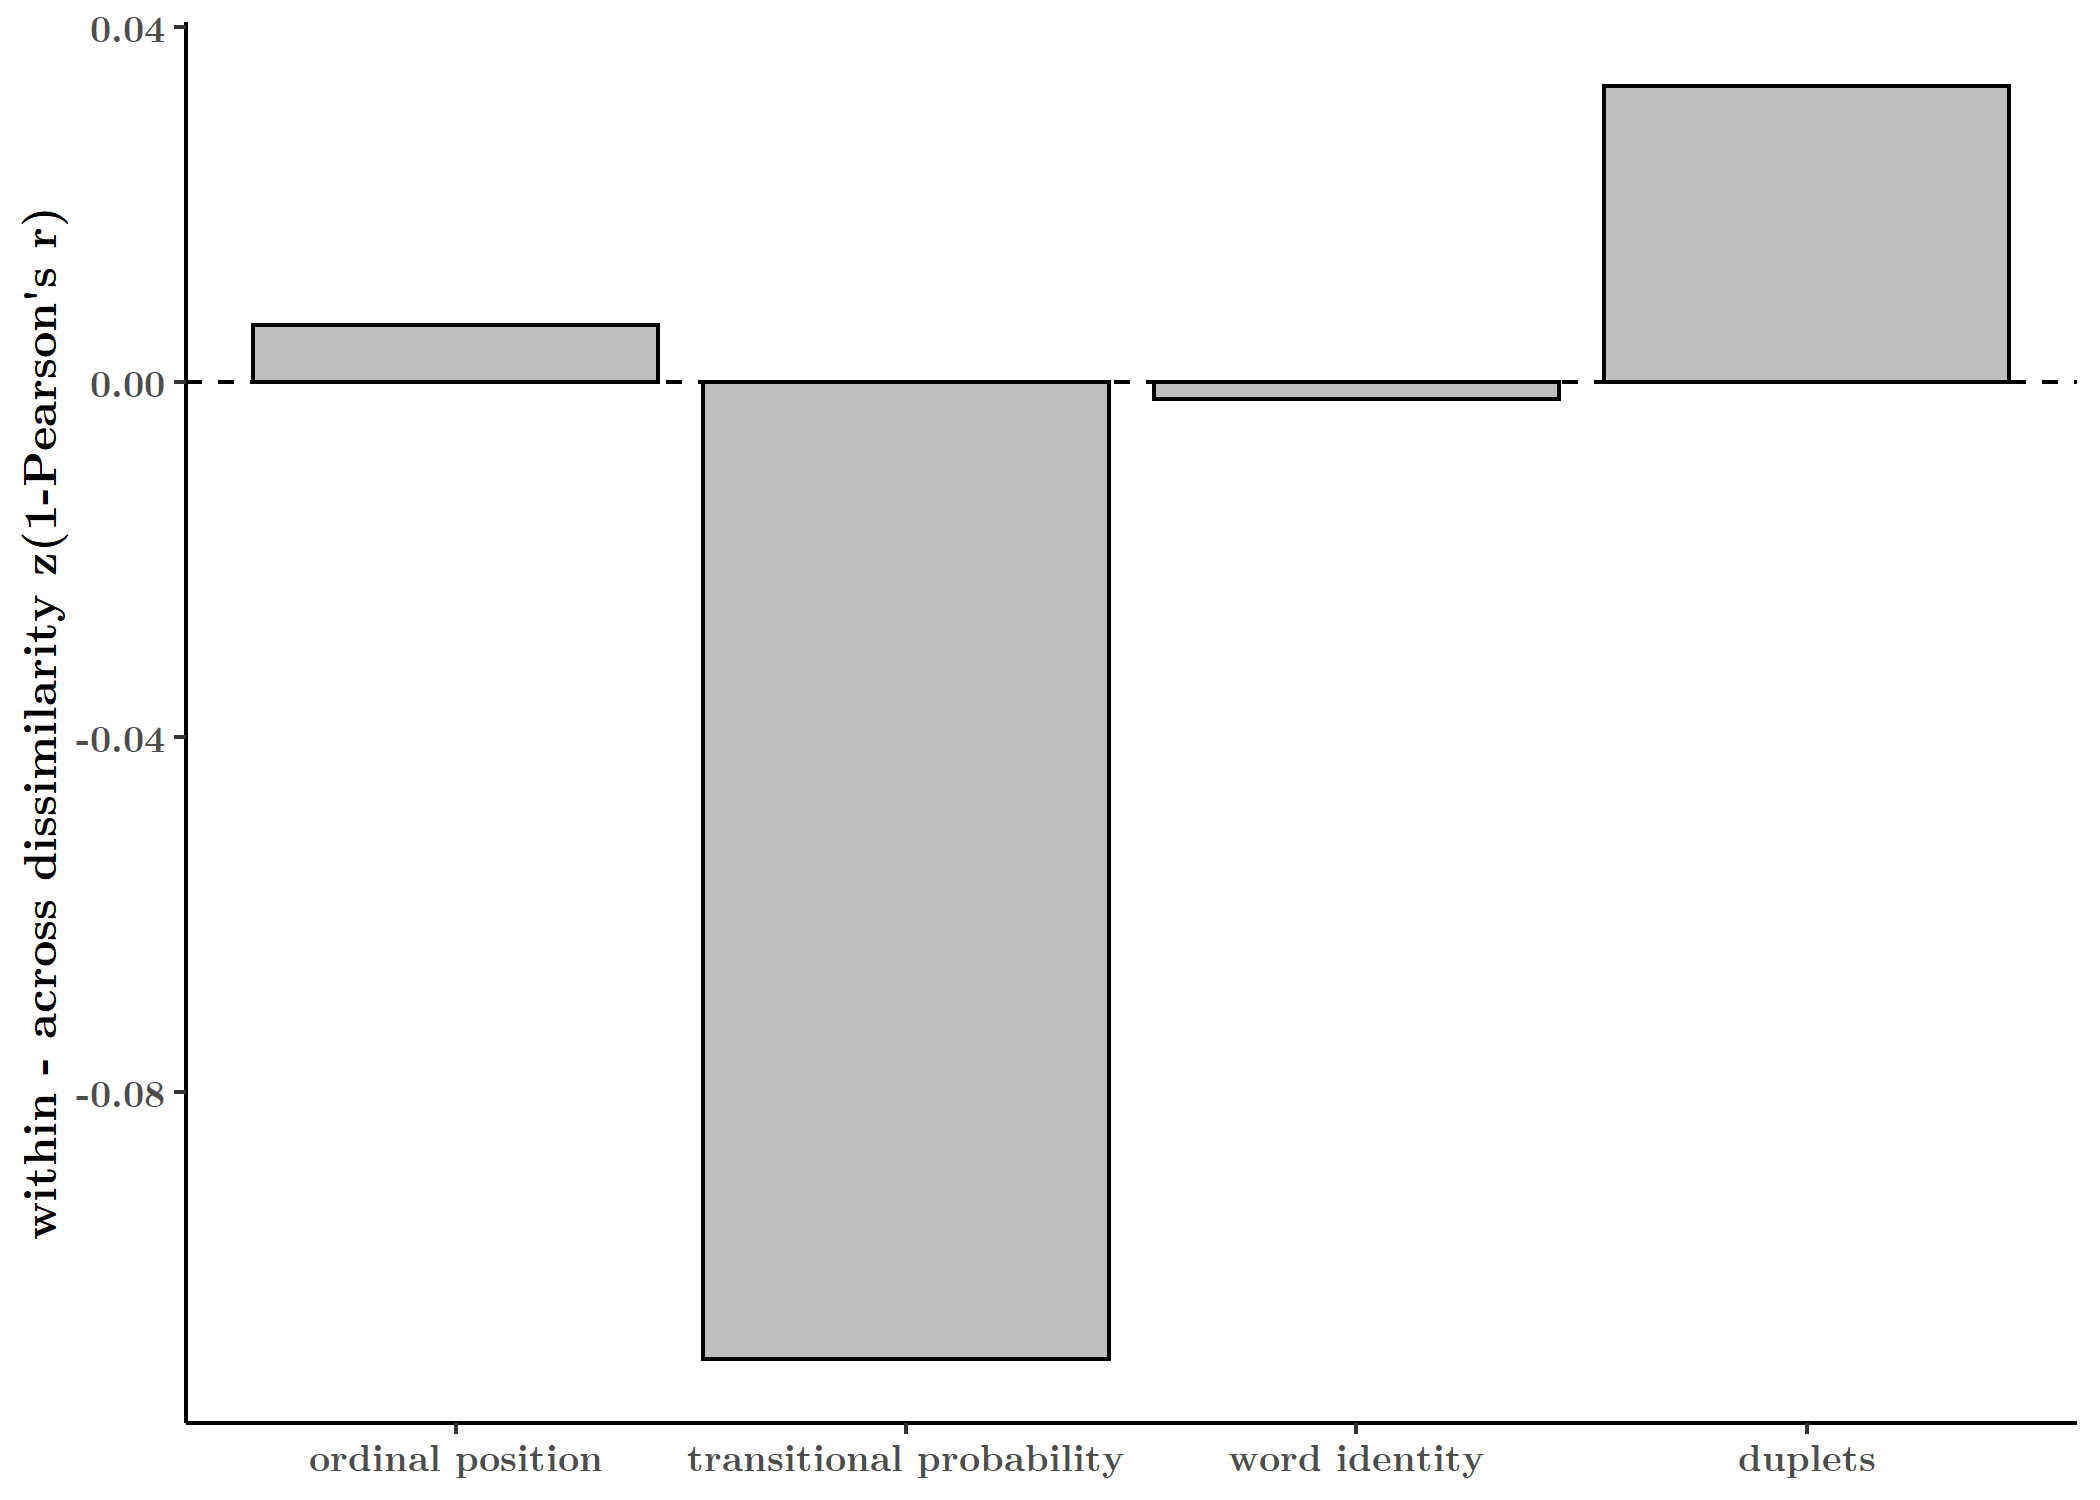 within - across dissimilarity z(1-Pearson's r)
0.04
0.00
-0.04
-0.08
ordinal position
transitional probability
word identity
duplets